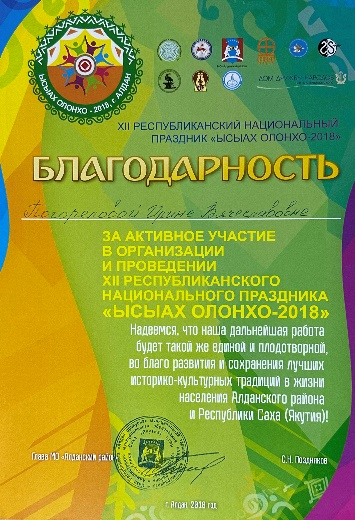 ЫСЫАХ ОЛОНХО - 2018, г. АЛДАН
ДОМ ДРУЖБЫ НАРОДОВ
XII РЕСПУБЛИКАНСКИЙ НАЦИОНАЛЬНЫЙ
ПРАЗДНИК «ЫСЫАХ ОЛОНХО-2018»
БЛАГОДАРНОСТЬ
Погореловой Ирине Вячеславовне
ЗА АКТИВНОЕ УЧАСТИЕ
В ОРГАНИЗАЦИИ
И ПРОВЕДЕНИИ
XII РЕСПУБЛИКАНСКОГО
НАЦИОНАЛЬНОГО ПРАЗДНИКА
«ЫСЫАХ ОЛОНХО-2018»
Надеемся, что наша дальнейшая работа
будет такой же единой и плодотворной,
во благо развития и сохранения лучших
историко-культурных традиций в жизни
населения Алданского района
и Республики Саха (Якутия)!
Глава МО «Алданский район»
С.Н. Поздняков
г. Алдан, 2018 год